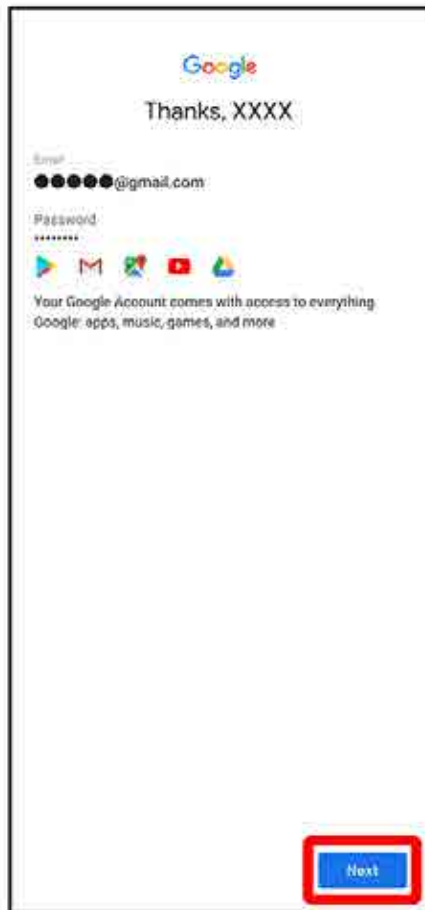 Google
Thanks, XXXX
Email
●●●●●@gmail.com
Password
••••••••
Your Google Account comes with access to everything
Google: apps, music, games, and more
Next